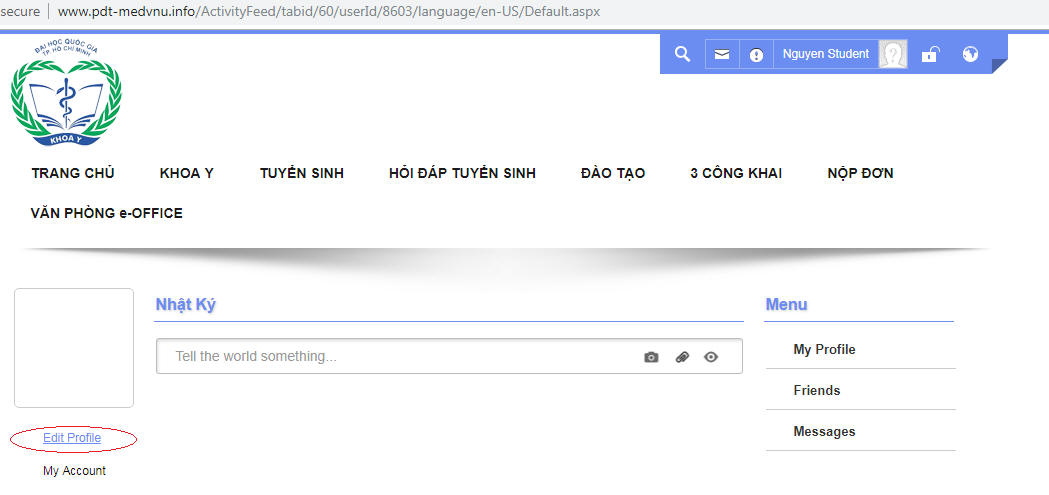 secure | www.pdt-medvnu.info/ActivityFeed/tabid/60/userId/8603/language/en-US/Default.aspx
ĐẠI HỌC QUỐC GIA
TP HỒ CHÍ MINH
KHOA Y
Nguyen Student
TRANG CHỦ KHOA Y TUYỂN SINH HỎI ĐÁP TUYỂN SINH ĐÀO TẠO 3 CÔNG KHAI NỘP ĐƠN
VĂN PHÒNG e-OFFICE
Nhật Ký
Tell the world something...
Edit Profile
My Account
Menu
My Profile
Friends
Messages